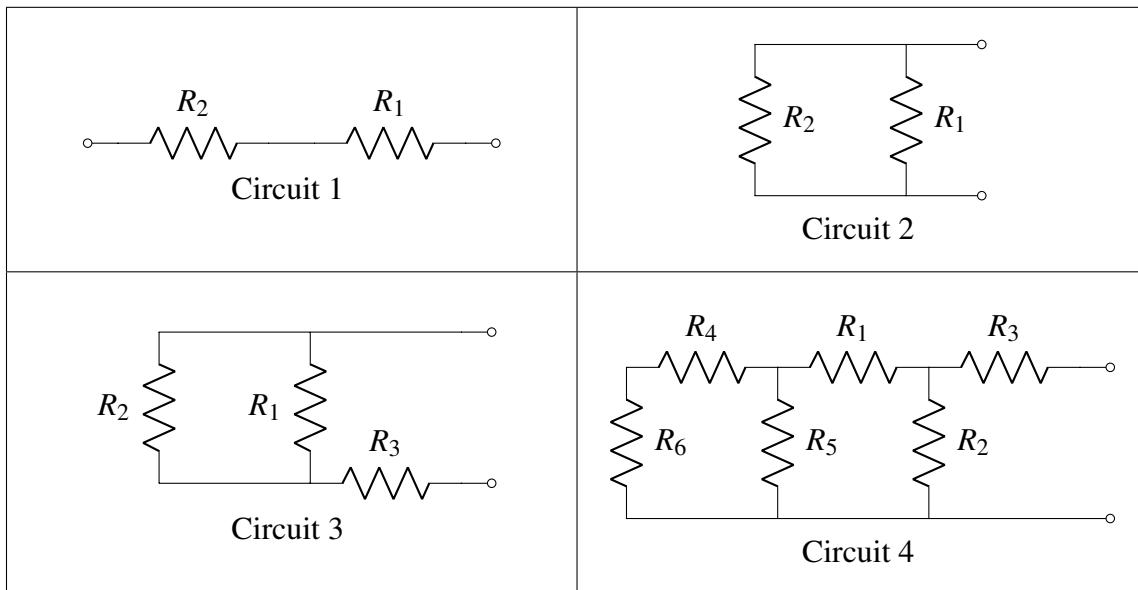 R₂ R₁
Circuit 1
R₂ R₁
Circuit 2
R₂ R₁
R₃
Circuit 3
R₄ R₁ R₃
R₆ R₅ R₂
Circuit 4